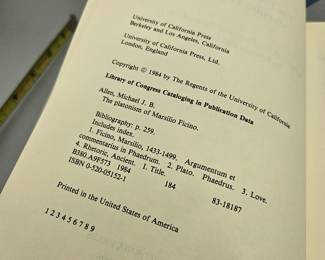 University of California Press
Berkeley and Los Angeles, California
University of California Press, Ltd.
London, England
Copyright © 1984 by The Regents of the University of California
Library of Congress Cataloging in Publication Data
Allen, Michael J. B.
The platonism of Marsilio Ficino.
Bibliography: p. 259.
Includes index.
1. Ficino, Marsilio, 1433-1499. Argumentum et
commentarius in Phaedrum. 2. Plato. Phaedrus. 3. Love.
4. Rhetoric, Ancient. 1. Title.
B380.A9F573 1984 184 83-18187
ISBN 0-520-05152-1
Printed in the United States of America
1 2 3 4 5 6 7 8 9